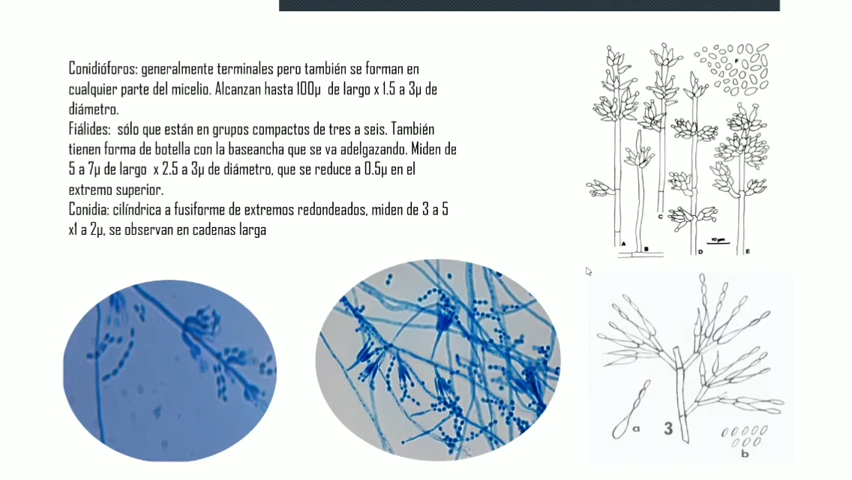 Conidióforos: generalmente terminales pero también se forman en
cualquier parte del micelio. Alcanzan hasta 100µ de largo x 1.5 a 3µ de
diámetro.
Fiálides: sólo que están en grupos compactos de tres a seis. También
tienen forma de botella con la baseancha que se va adelgazando. Miden de
5 a 7µ de largo x 2.5 a 3µ de diámetro, que se reduce a 0.5µ en el
extremo superior.
Conidia: cilíndrica a fusiforme de extremos redondeados, miden de 3 a 5
x1 a 2µ, se observan en cadenas larga
F
C
A
B
10 µm
D
E
a
3
b